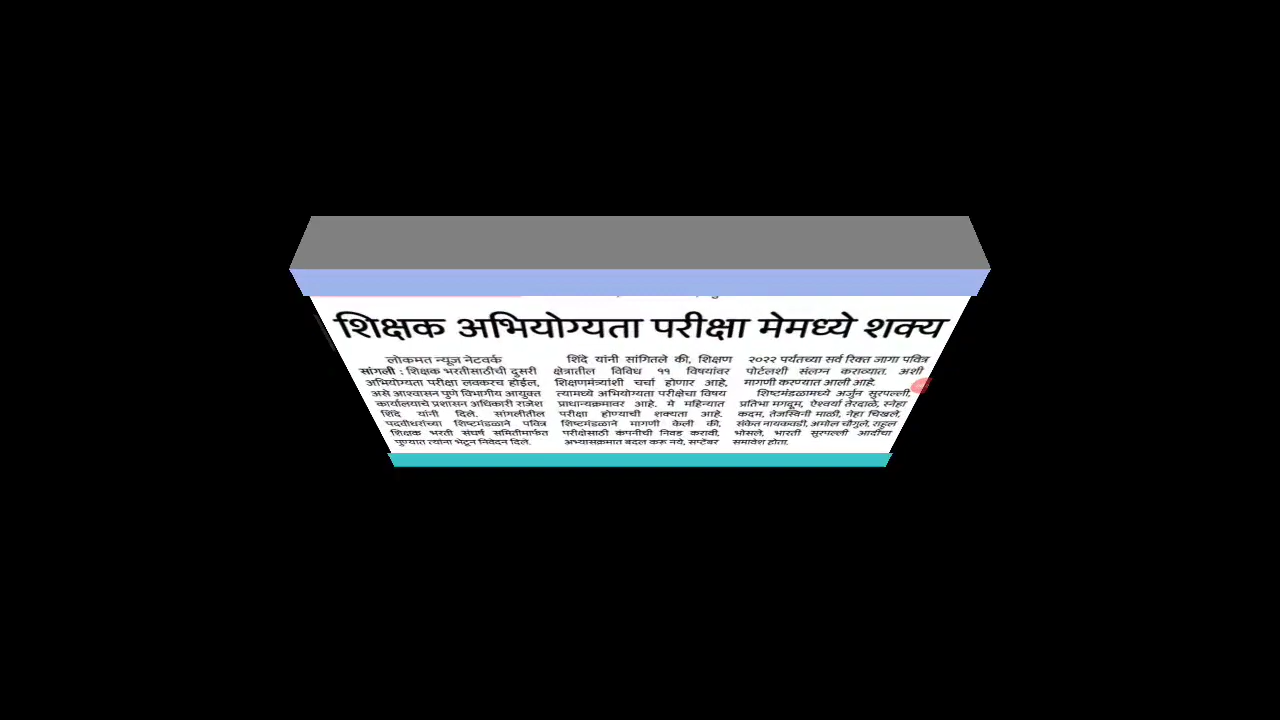 शिक्षक अभियोग्यता परीक्षा मेमध्ये शक्य
लोकमत न्यूज नेटवर्क
सांगली : शिक्षक भरतीसाठीची दुसरी
अभियोग्यता परीक्षा लवकरच होईल,
असे आश्वासन पुणे विभागीय आयुक्त
कार्यालयाचे प्रशासन अधिकारी राजेश
शिंदे यांनी दिले. सांगलीतील
पदवीधरांच्या शिष्टमंडळाने पवित्र
शिक्षक भरती संघर्ष समितीमार्फत
पुण्यात त्यांना भेटून निवेदन दिले.
शिंदे यांनी सांगितले की, शिक्षण
क्षेत्रातील विविध ११ विषयांवर
शिक्षणमंत्र्यांशी चर्चा होणार आहे,
त्यामध्ये अभियोग्यता परीक्षेचा विषय
प्राधान्यक्रमावर आहे. मे महिन्यात
परीक्षा होण्याची शक्यता आहे.
शिष्टमंडळाने मागणी केली की,
परीक्षेसाठी कंपनीची निवड करावी,
अभ्यासक्रमात बदल करू नये, सप्टेंबर
२०२२ पर्यंतच्या सर्व रिक्त जागा पवित्र
पोर्टलशी संलग्न कराव्यात. अशी
मागणी करण्यात आली आहे.
शिष्टमंडळामध्ये अर्जुन सुरपल्ली,
प्रतिभा मगदूम, ऐश्वर्या तेरदाळे, स्नेहा
कदम, तेजस्विनी माळी, नेहा चिखले,
संकेत नायकवडी, अमोल चौगुले, राहुल
भोसले, भारती सुरपल्ली आदींचा
समावेश होता.